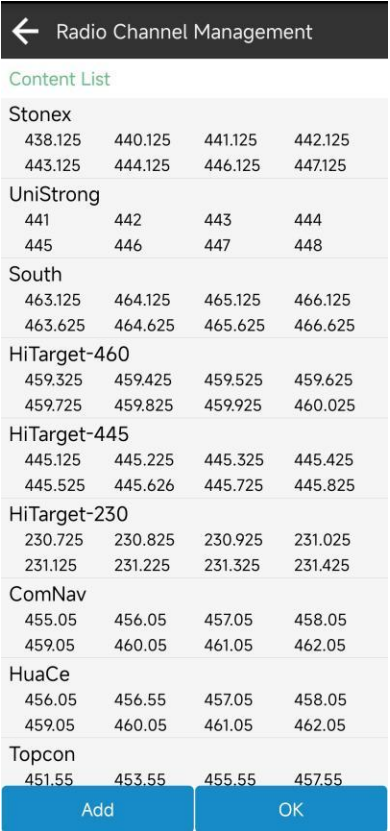 Radio Channel Management
Content List
Stonex
438.125 440.125 441.125 442.125
443.125 444.125 446.125 447.125
UniStrong
441 442 443 444
445 446 447 448
South
463.125 464.125 465.125 466.125
463.625 464.625 465.625 466.625
HiTarget-460
459.325 459.425 459.525 459.625
459.725 459.825 459.925 460.025
HiTarget-445
445.125 445.225 445.325 445.425
445.525 445.626 445.725 445.825
HiTarget-230
230.725 230.825 230.925 231.025
231.125 231.225 231.325 231.425
ComNav
455.05 456.05 457.05 458.05
459.05 460.05 461.05 462.05
HuaCe
456.05 456.55 457.05 458.05
459.05 460.05 461.05 462.05
Topcon
451.55 453.55 455.55 457.55
Add OK